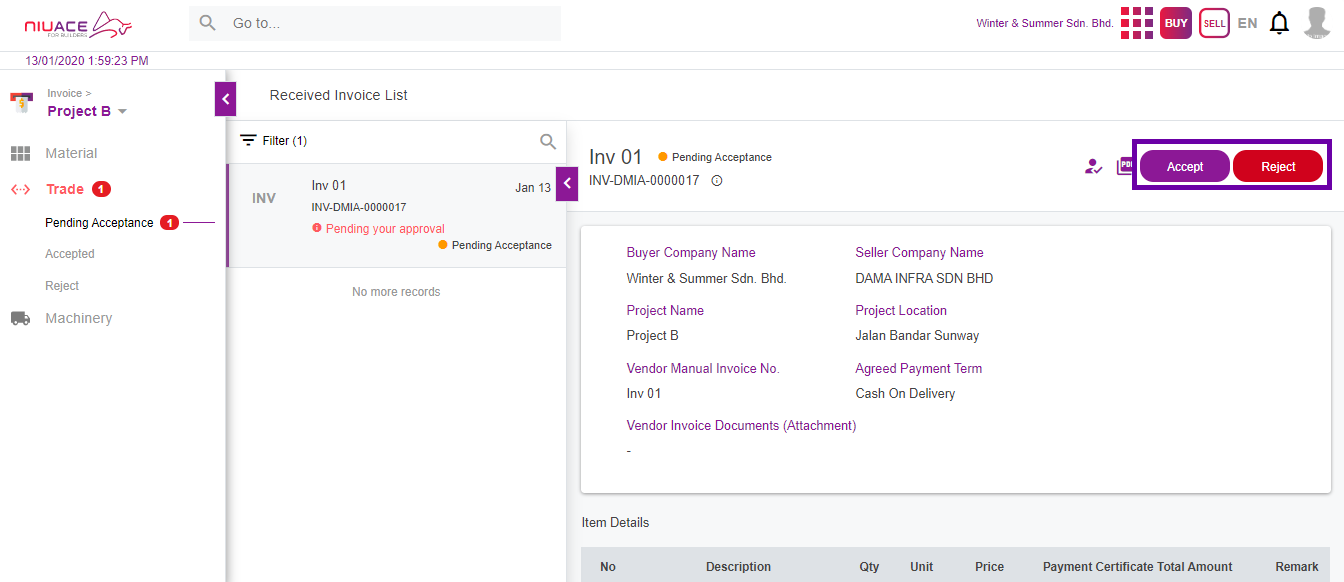 NIUACE
FOR BUILDERS
Go to...
Winter & Summer Sdn. Bhd.
BUY
SELL
EN
13/01/2020 1:59:23 PM
Invoice >
Project B
Material
Trade 1
Pending Acceptance 1
Accepted
Reject
Machinery
Received Invoice List
Filter (1)
INV
Inv 01
Jan 13
INV-DMIA-0000017
Pending your approval
Pending Acceptance
No more records
Inv 01
Pending Acceptance
INV-DMIA-0000017
Accept
Reject
Buyer Company Name
Seller Company Name
Winter & Summer Sdn. Bhd.
DAMA INFRA SDN BHD
Project Name
Project Location
Project B
Jalan Bandar Sunway
Vendor Manual Invoice No.
Agreed Payment Term
Inv 01
Cash On Delivery
Vendor Invoice Documents (Attachment)
-
Item Details
No Description Qty Unit Price Payment Certificate Total Amount Remark